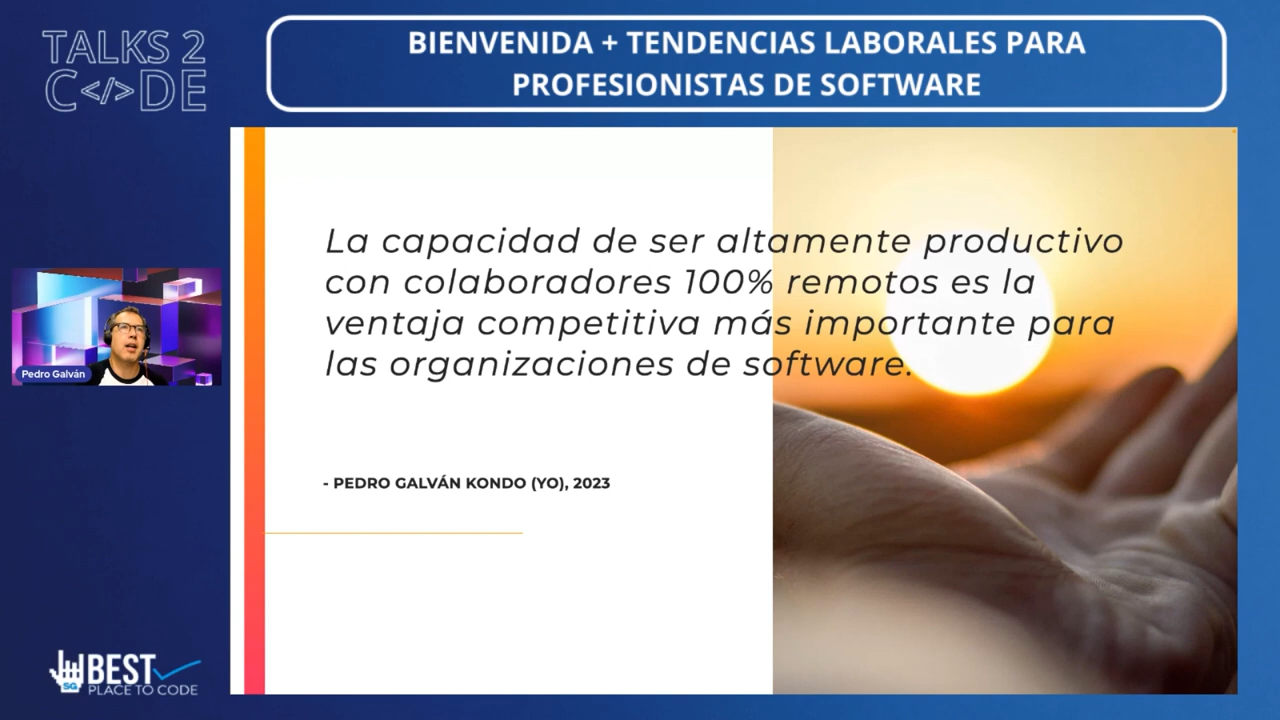 TALKS 2
C</>DE
BIENVENIDA + TENDENCIAS LABORALES PARA
PROFESIONISTAS DE SOFTWARE
La capacidad de ser altamente productivo
con colaboradores 100% remotos es la
ventaja competitiva más importante para
las organizaciones de software.
Pedro Galván
- PEDRO GALVÁN KONDO (YO), 2023
SG
BEST
PLACE TO CODE